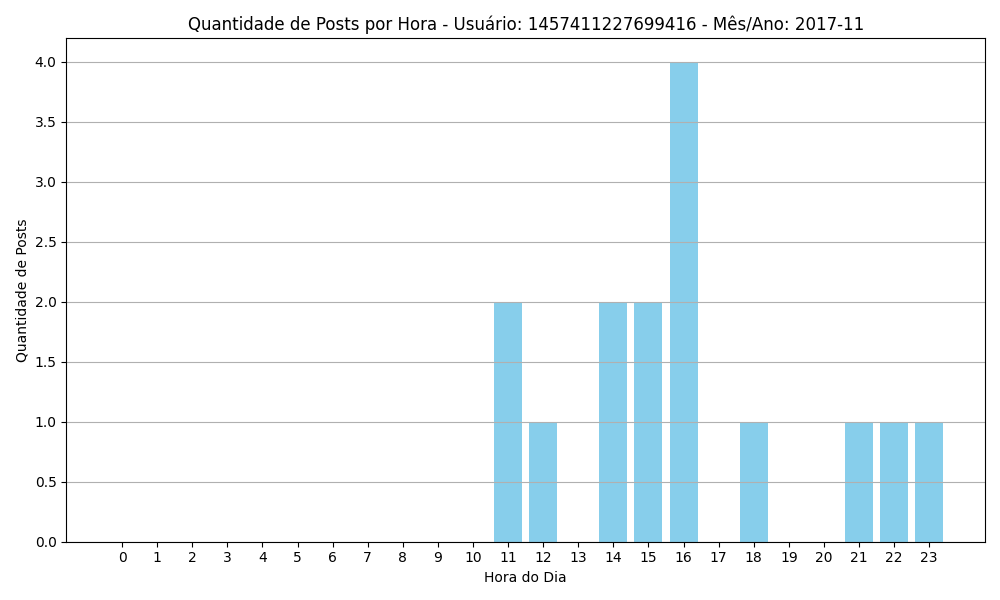 Quantidade de Posts por Hora - Usuário: 1457411227699416 - Mês/Ano: 2017-11
4.0
3.5
3.0
2.5
2.0
1.5
1.0
0.5
0.0
Quantidade de Posts
0 1 2 3 4 5 6 7 8 9 10 11 12 13 14 15 16 17 18 19 20 21 22 23
Hora do Dia